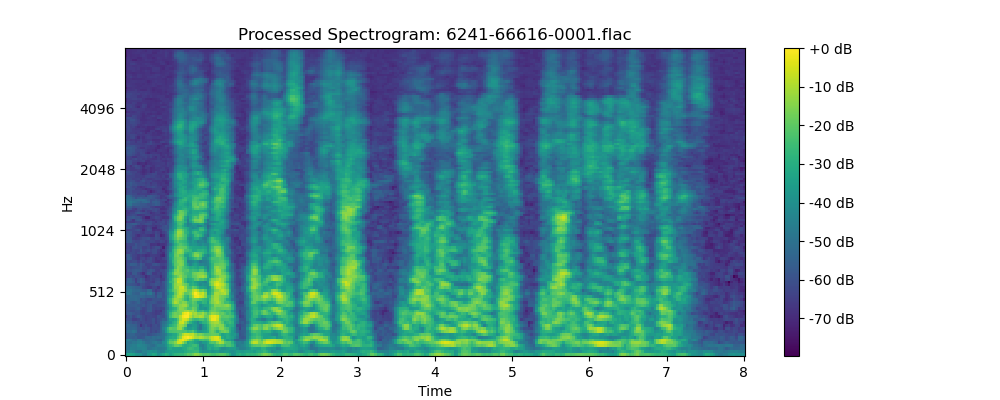 Processed Spectrogram: 6241-66616-0001.flac
Hz
4096
2048
1024
512
0
0 1 2 3 4 5 6 7 8
Time
+0 dB
-10 dB
-20 dB
-30 dB
-40 dB
-50 dB
-60 dB
-70 dB